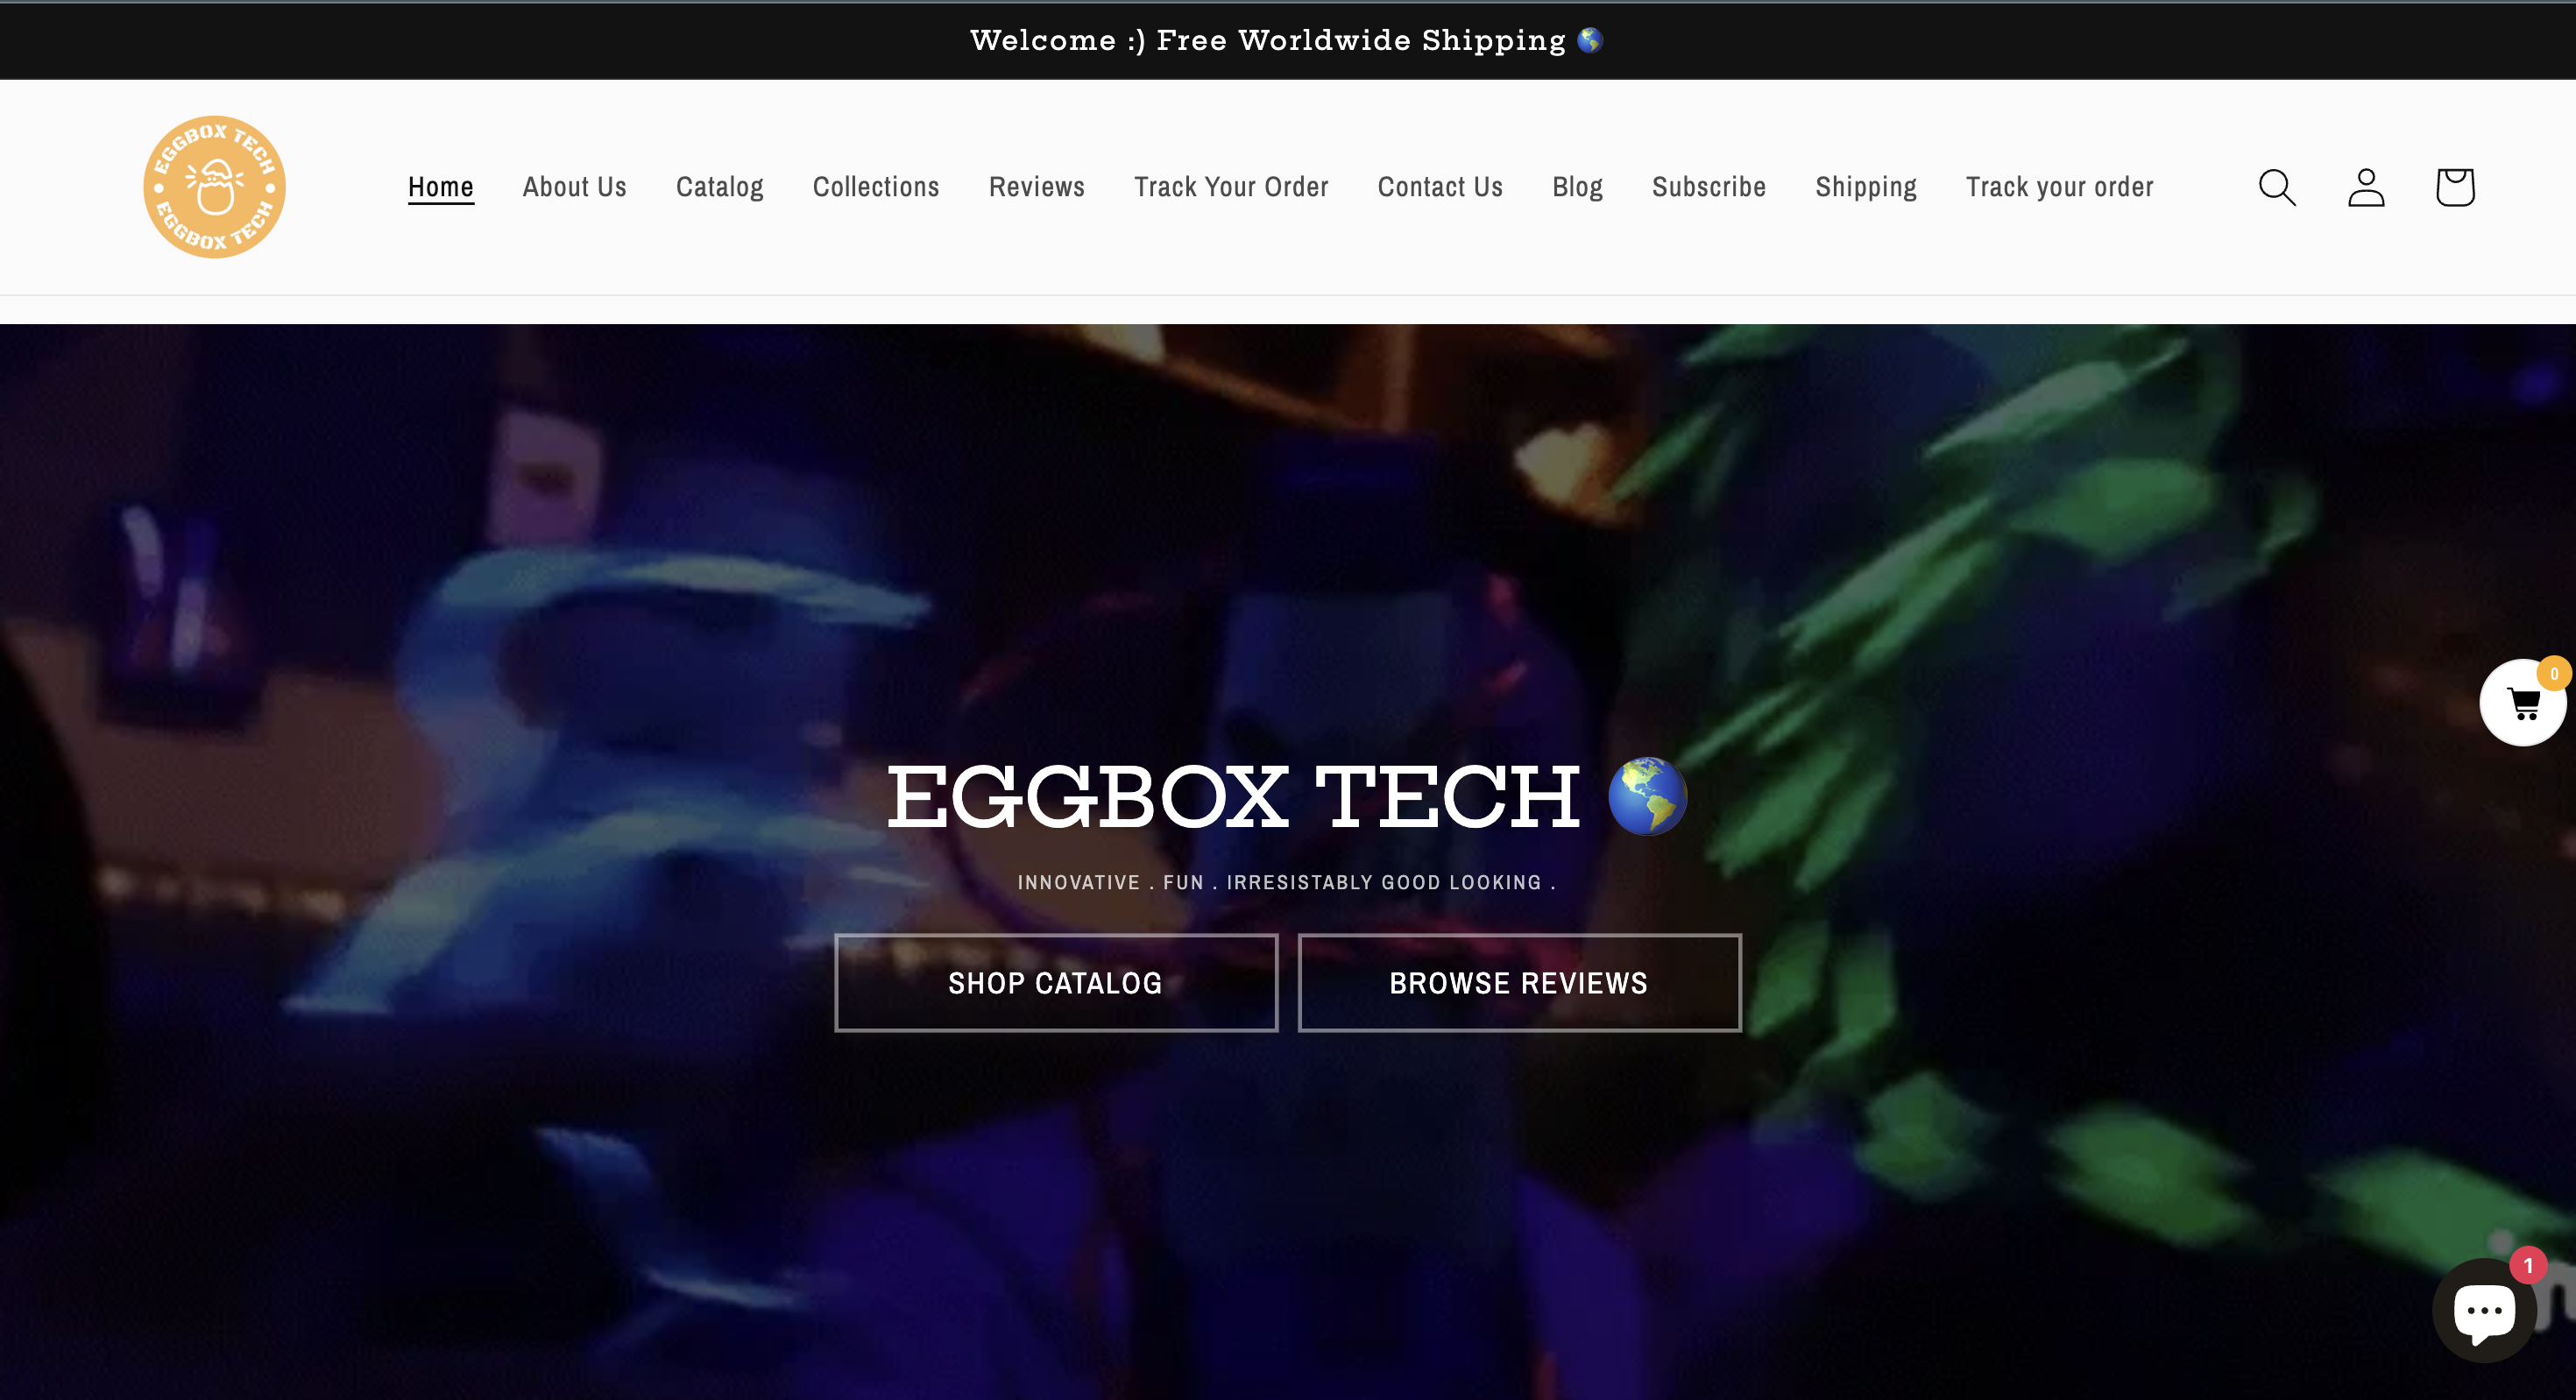 Welcome :) Free Worldwide Shipping 🌎
EGGBOX TECH
EGGBOX TECH
Home About Us Catalog Collections Reviews Track Your Order Contact Us Blog Subscribe Shipping Track your order
0
EGGBOX TECH 🌎
INNOVATIVE . FUN . IRRESISTABLY GOOD LOOKING .
SHOP CATALOG BROWSE REVIEWS
1